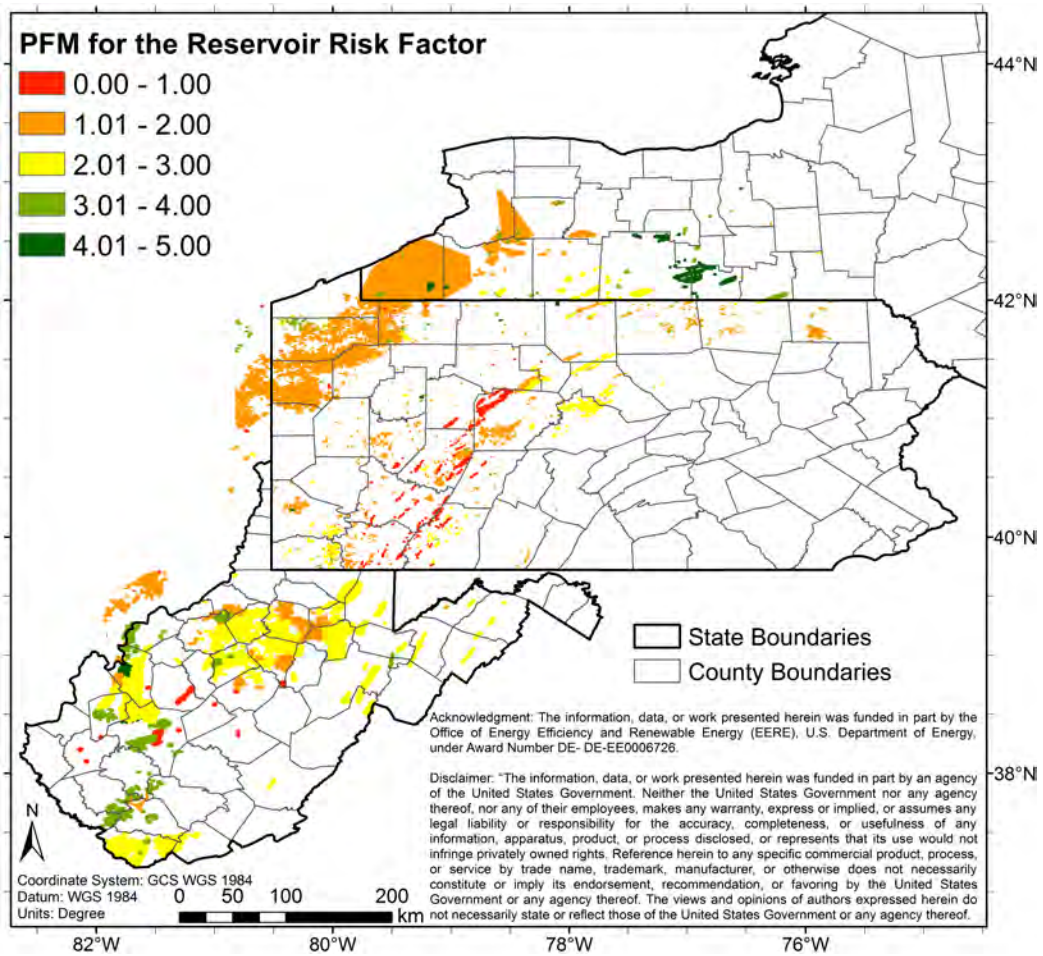 PFM for the Reservoir Risk Factor
0.00 - 1.00
1.01 - 2.00
2.01 - 3.00
3.01 - 4.00
4.01 - 5.00
44°N
42°N
40°N
38°N
State Boundaries
County Boundaries
Acknowledgment: The information, data, or work presented herein was funded in part by the
Office of Energy Efficiency and Renewable Energy (EERE), U.S. Department of Energy,
under Award Number DE- DE-EE0006726.
Disclaimer: "The information, data, or work presented herein was funded in part by an agency
of the United States Government. Neither the United States Government nor any agency
thereof, nor any of their employees, makes any warranty, express or implied, or assumes any
legal liability or responsibility for the accuracy, completeness, or usefulness of any
information, apparatus, product, or process disclosed, or represents that its use would not
infringe privately owned rights. Reference herein to any specific commercial product, process,
or service by trade name, trademark, manufacturer, or otherwise does not necessarily
constitute or imply its endorsement, recommendation, or favoring by the United States
Government or any agency thereof. The views and opinions of authors expressed herein do
not necessarily state or reflect those of the United States Government or any agency thereof.
N
Coordinate System: GCS WGS 1984
Datum: WGS 1984
Units: Degree
0 50 100 200
km
82°W 80°W 78°W 76°W